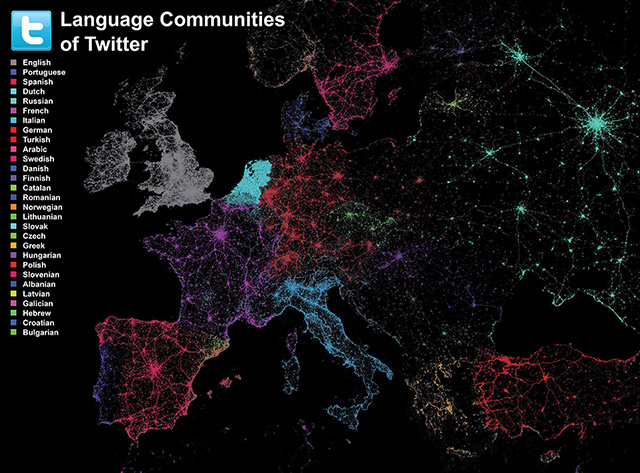 t
Language Communities
of Twitter
English
Portuguese
Spanish
Dutch
Russian
French
Italian
German
Turkish
Arabic
Swedish
Danish
Finnish
Catalan
Romanian
Norwegian
Lithuanian
Slovak
Czech
Greek
Hungarian
Polish
Slovenian
Albanian
Latvian
Galician
Hebrew
Croatian
Bulgarian